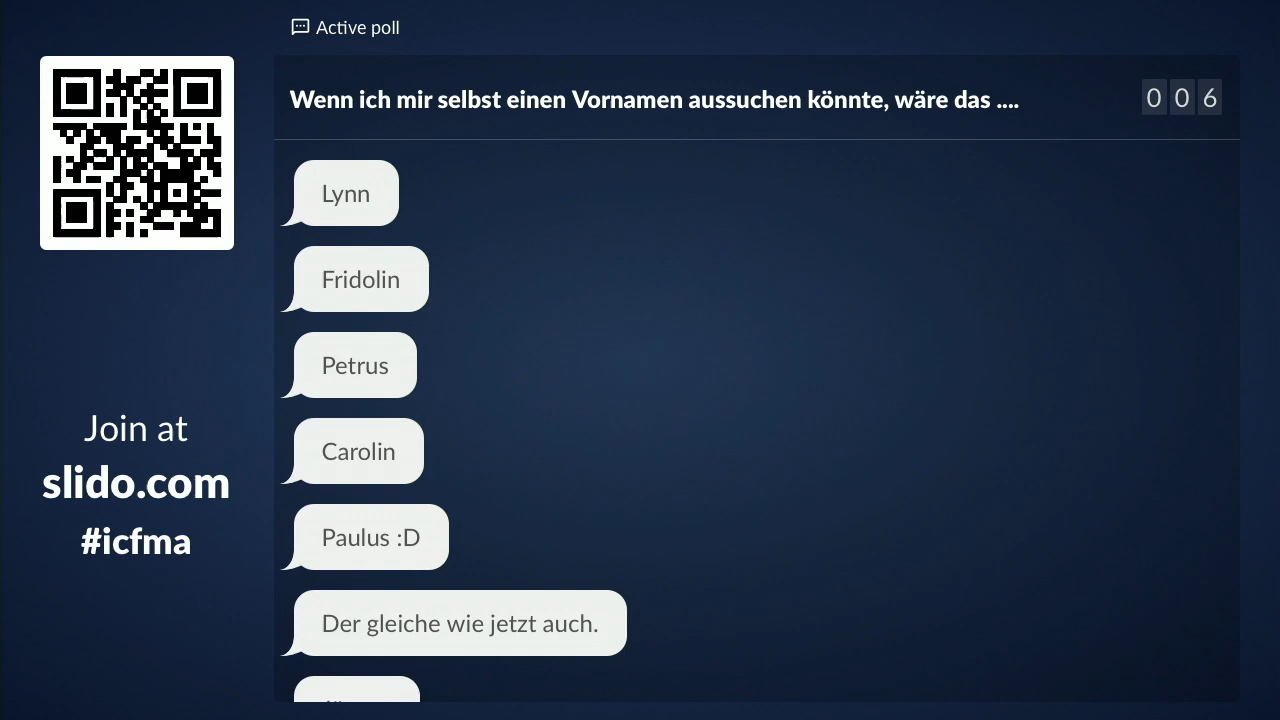 Active poll
Wenn ich mir selbst einen Vornamen aussuchen könnte, wäre das ....
006
Lynn
Fridolin
Petrus
Carolin
Paulus :D
Der gleiche wie jetzt auch.
Join at
slido.com
#icfma